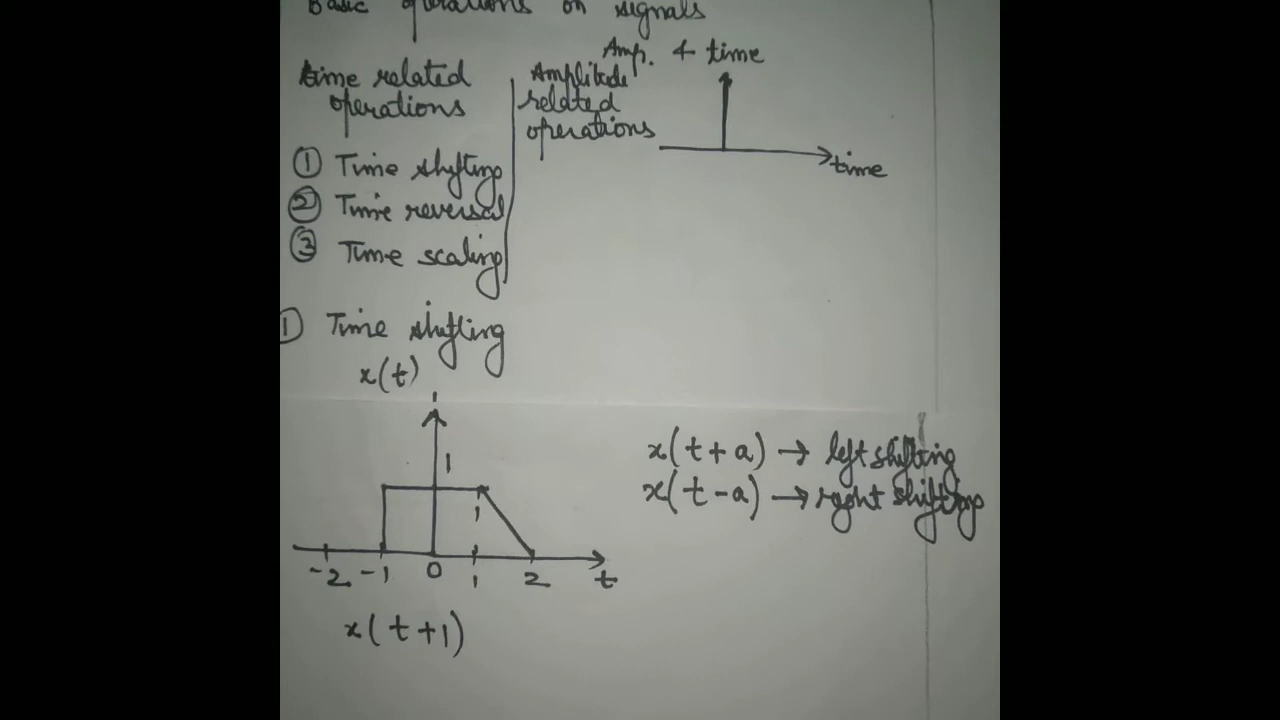 Basic operations on signals
time related
operations
① Time shifting
② Time reversal
③ Time scaling
Amplitude
related
operations
Amp. & time
time
① Time shifting
x(t)
1
1
-2 -1 0 1 2 t
x(t+1)
x(t+a) → left shifting
x(t-a) → right shifting